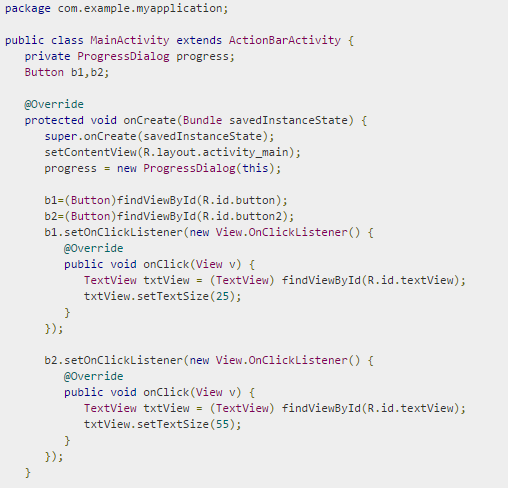 package com.example.myapplication;

public class MainActivity extends ActionBarActivity {
   private ProgressDialog progress;
   Button b1,b2;

   @Override
   protected void onCreate(Bundle savedInstanceState) {
      super.onCreate(savedInstanceState);
      setContentView(R.layout.activity_main);
      progress = new ProgressDialog(this);

      b1=(Button)findViewById(R.id.button);
      b2=(Button)findViewById(R.id.button2);
      b1.setOnClickListener(new View.OnClickListener() {
         @Override
         public void onClick(View v) {
            TextView txtView = (TextView) findViewById(R.id.textView);
            txtView.setTextSize(25);
         }
      });

      b2.setOnClickListener(new View.OnClickListener() {
         @Override
         public void onClick(View v) {
            TextView txtView = (TextView) findViewById(R.id.textView);
            txtView.setTextSize(55);
         }
      });
   }